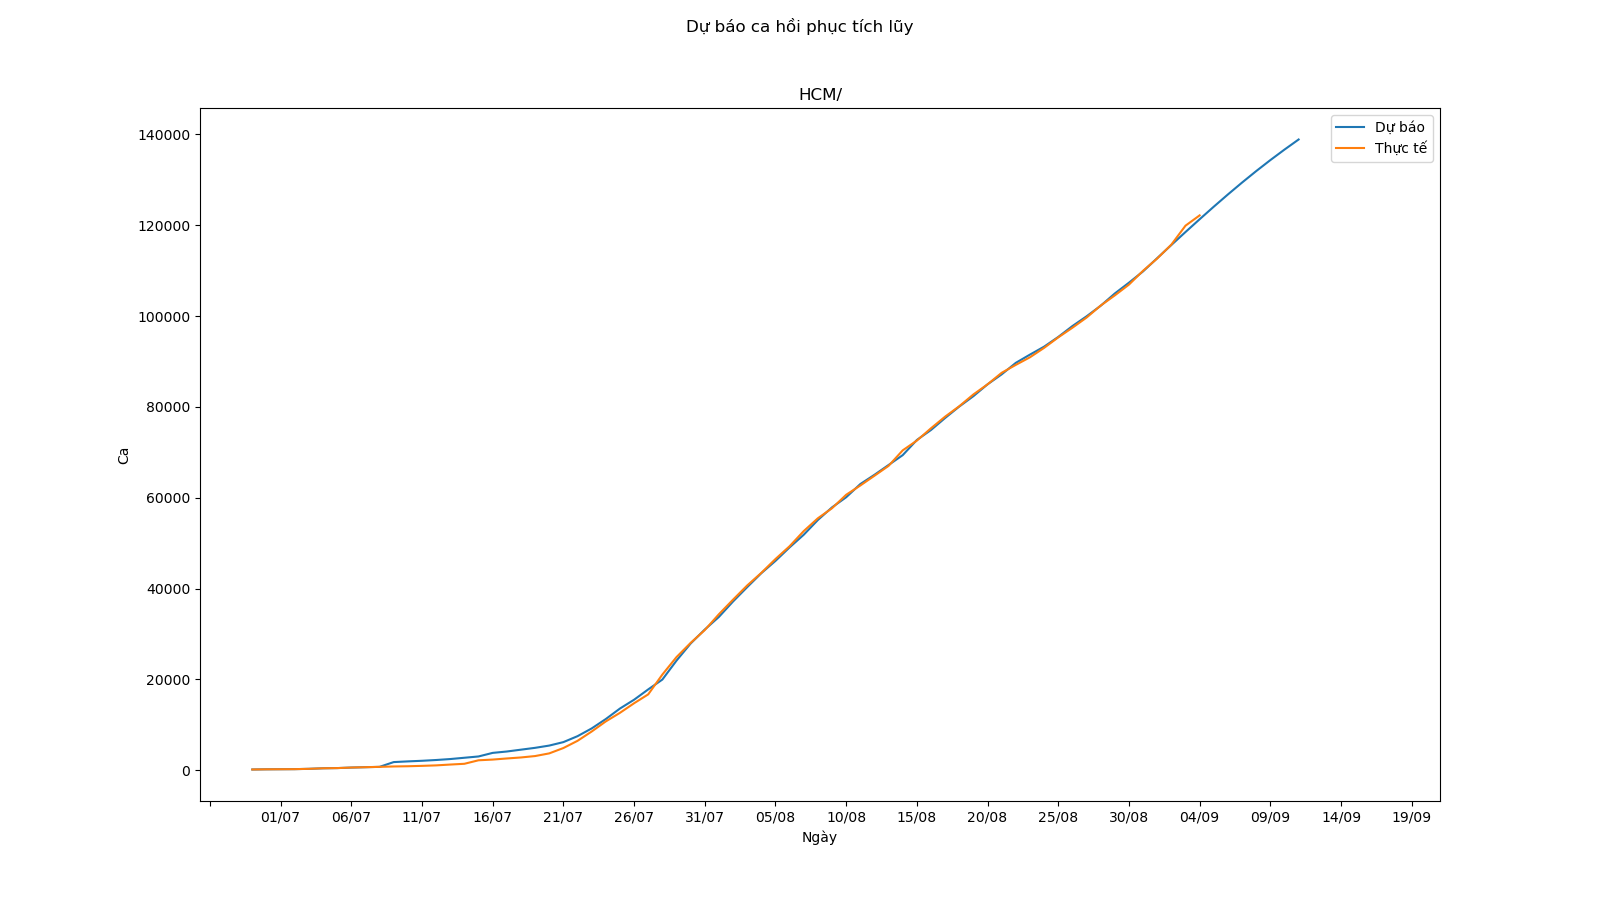 Dự báo ca hồi phục tích lũy
HCM/
Dự báo
Thực tế
140000
120000
100000
80000
60000
40000
20000
0
Ca
01/07 06/07 11/07 16/07 21/07 26/07 31/07 05/08 10/08 15/08 20/08 25/08 30/08 04/09 09/09 14/09 19/09
Ngày